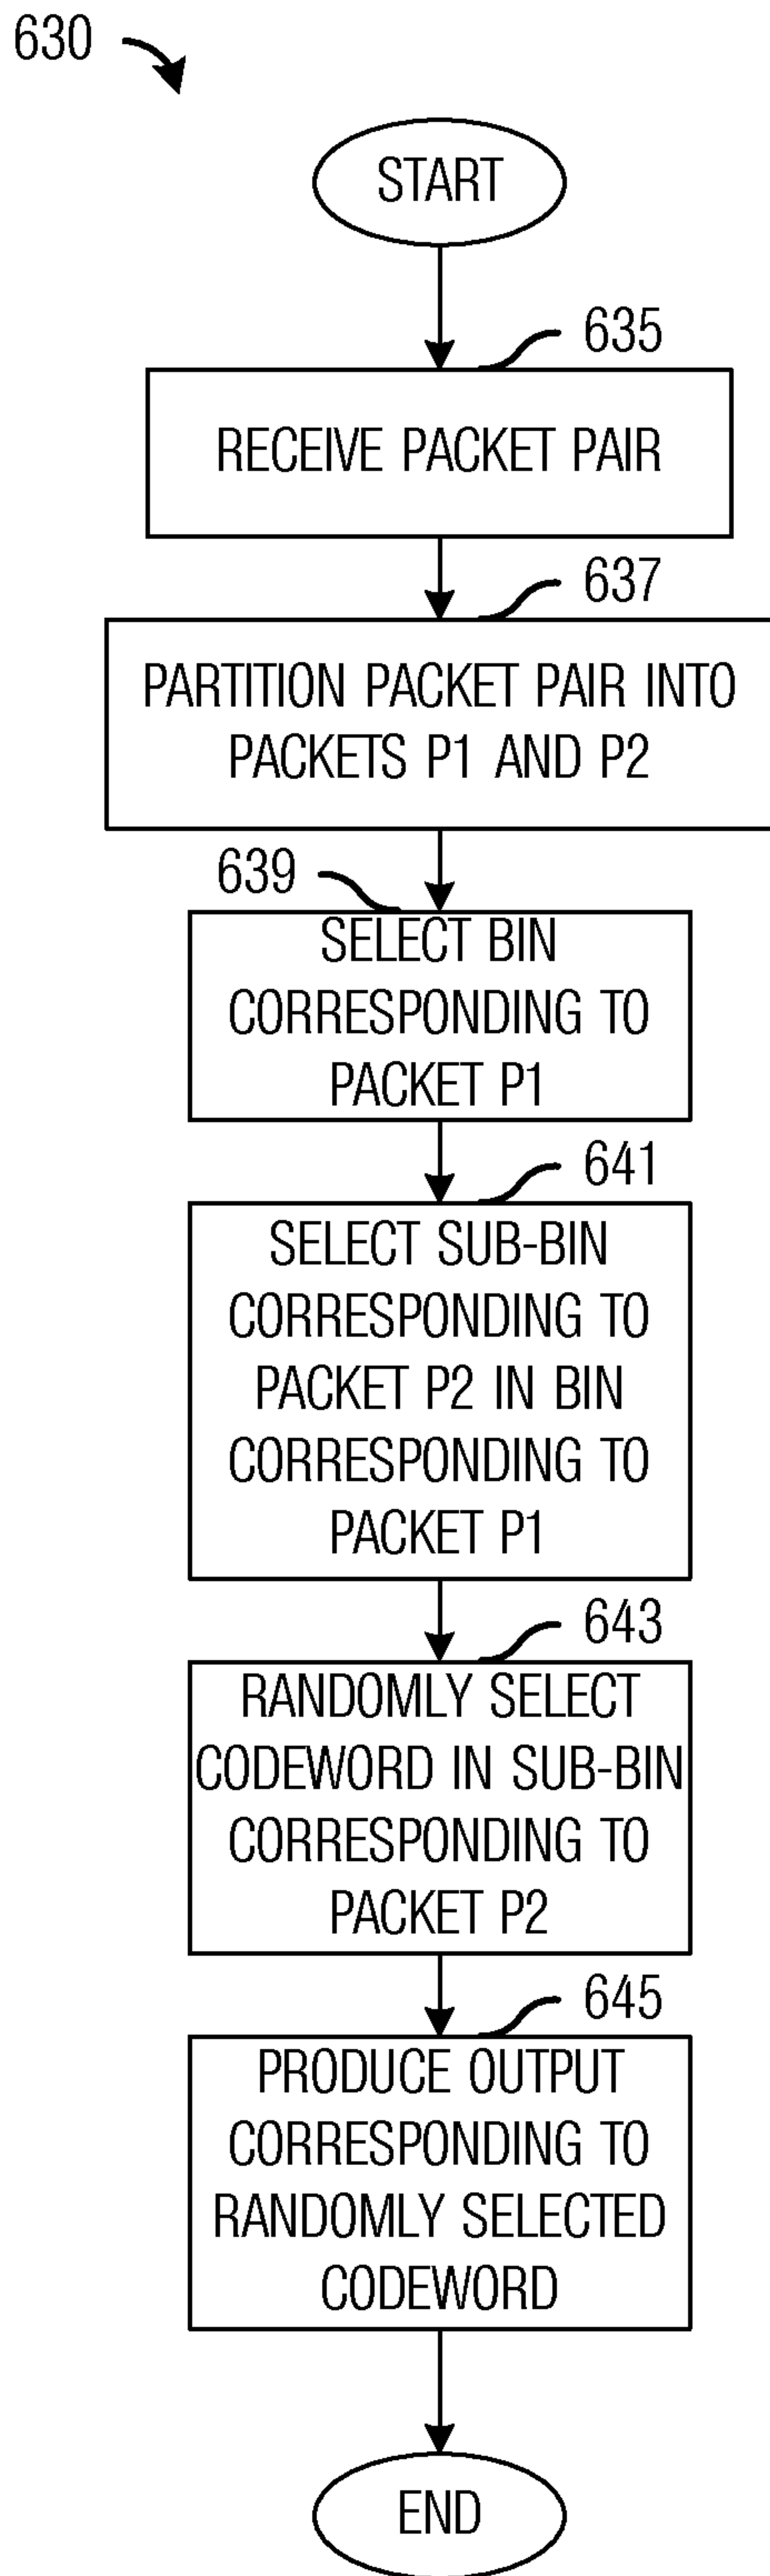 630
START
635
RECEIVE PACKET PAIR
637
PARTITION PACKET PAIR INTO
PACKETS P1 AND P2
639
SELECT BIN
CORRESPONDING TO
PACKET P1
641
SELECT SUB-BIN
CORRESPONDING TO
PACKET P2 IN BIN
CORRESPONDING TO
PACKET P1
643
RANDOMLY SELECT
CODEWORD IN SUB-BIN
CORRESPONDING TO
PACKET P2
645
PRODUCE OUTPUT
CORRESPONDING TO
RANDOMLY SELECTED
CODEWORD
END